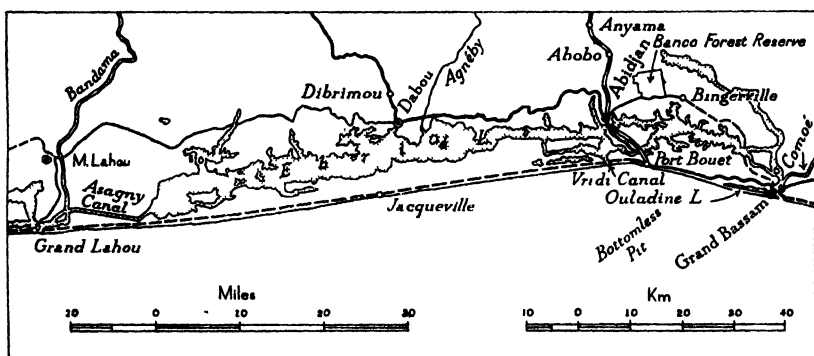 Anyama
Abobo
Abidjan
Banco Forest Reserve
Bandama
Agnéby
Dibrimou
Dabou
Bingerville
M. Lahou
Comoé
Port Bouet
Asagny
Canal
Vridi Canal
Ouladine L
Jacqueville
Grand Lahou
Bottomless
Pit
Grand Bassam
Miles
Km
10 0 10 20 30
10 0 10 20 30 40